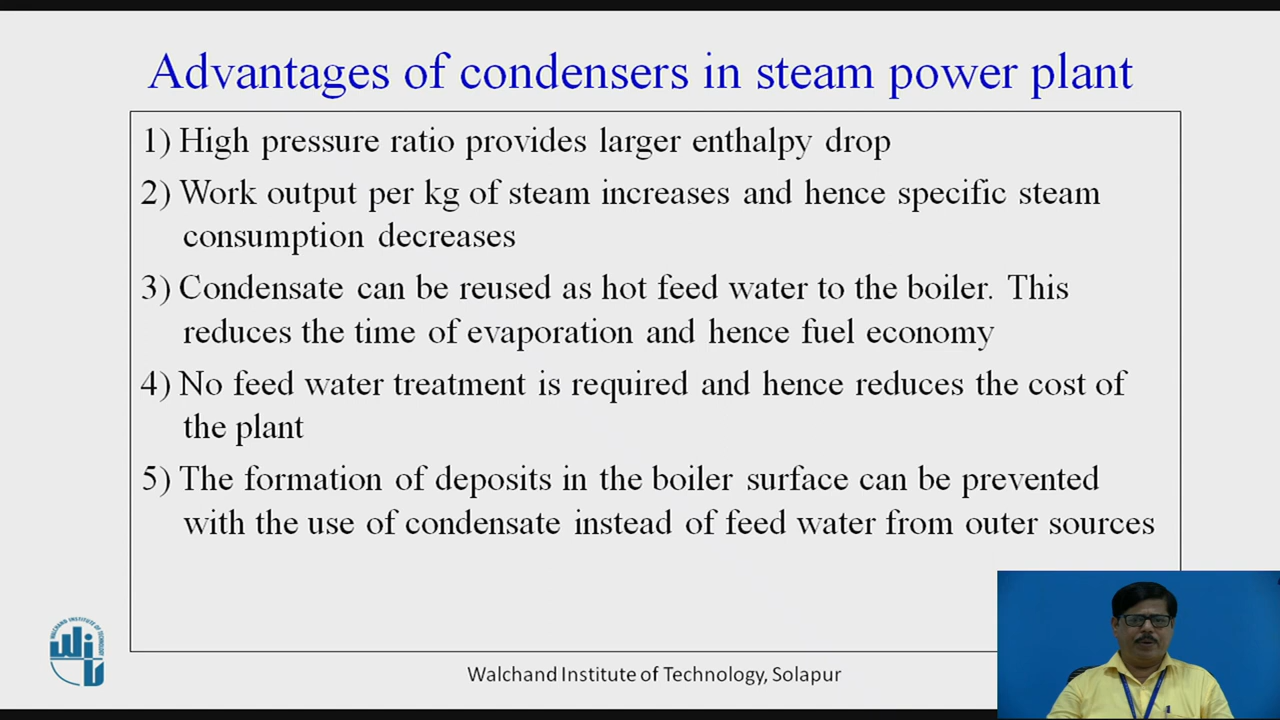 Advantages of condensers in steam power plant
1) High pressure ratio provides larger enthalpy drop
2) Work output per kg of steam increases and hence specific steam
consumption decreases
3) Condensate can be reused as hot feed water to the boiler. This
reduces the time of evaporation and hence fuel economy
4) No feed water treatment is required and hence reduces the cost of
the plant
5) The formation of deposits in the boiler surface can be prevented
with the use of condensate instead of feed water from outer sources
WALCHAND INSTITUTE OF TECHNOLOGY
Walchand Institute of Technology, Solapur